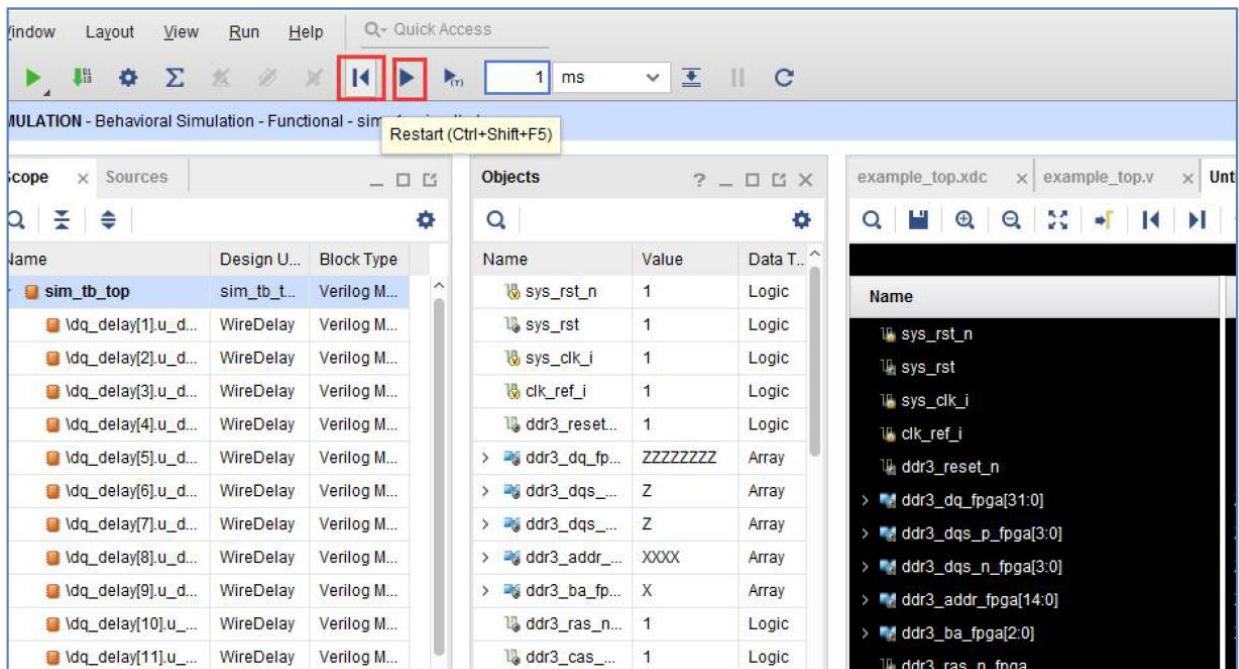 indow Layout View Run Help Quick Access
1 ms
MULATION - Behavioral Simulation - Functional - sim
Restart (Ctrl+Shift+F5)
Scope Sources
Objects
example_top.xdc example_top.v Unt
Name Design U... Block Type
Name Value Data T...
Name
sim_tb_top sim_tb_t... Verilog M...
\dq_delay[1].u_d... WireDelay Verilog M...
\dq_delay[2].u_d... WireDelay Verilog M...
\dq_delay[3].u_d... WireDelay Verilog M...
\dq_delay[4].u_d... WireDelay Verilog M...
\dq_delay[5].u_d... WireDelay Verilog M...
\dq_delay[6].u_d... WireDelay Verilog M...
\dq_delay[7].u_d... WireDelay Verilog M...
\dq_delay[8].u_d... WireDelay Verilog M...
\dq_delay[9].u_d... WireDelay Verilog M...
\dq_delay[10].u_... WireDelay Verilog M...
\dq_delay[11].u_... WireDelay Verilog M...
sys_rst_n 1 Logic
sys_rst 1 Logic
sys_clk_i 1 Logic
clk_ref_i 1 Logic
ddr3_reset... 1 Logic
ddr3_dq_fp... ZZZZZZZZ Array
ddr3_dqs_... Z Array
ddr3_dqs_... Z Array
ddr3_addr_... XXXX Array
ddr3_ba_fp... X Array
ddr3_ras_n... 1 Logic
ddr3_cas_... 1 Logic
sys_rst_n
sys_rst
sys_clk_i
clk_ref_i
ddr3_reset_n
ddr3_dq_fpga[31:0]
ddr3_dqs_p_fpga[3:0]
ddr3_dqs_n_fpga[3:0]
ddr3_addr_fpga[14:0]
ddr3_ba_fpga[2:0]
ddr3_ras_n_fpga